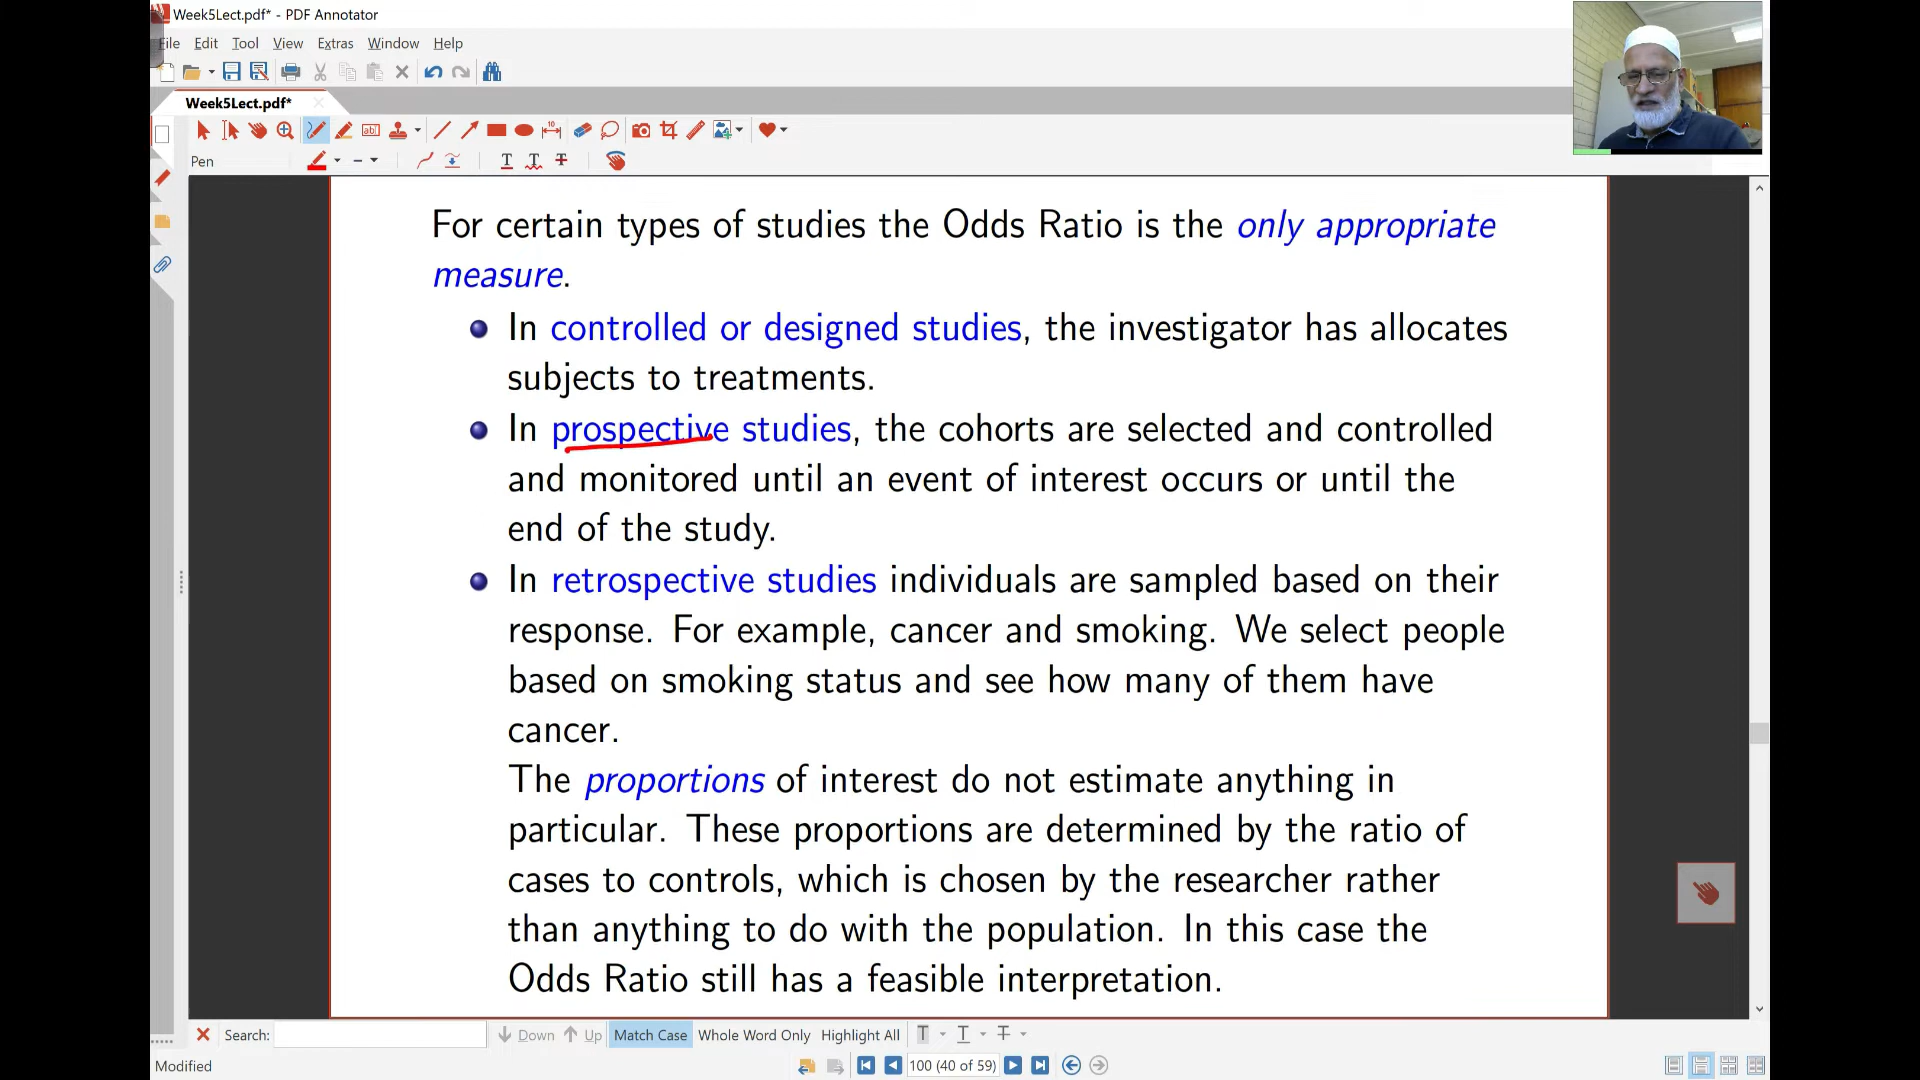 Week5Lect.pdf* - PDF Annotator
File Edit Tool View Extras Window Help
Week5Lect.pdf*
Pen
For certain types of studies the Odds Ratio is the only appropriate
measure.
In controlled or designed studies, the investigator has allocates
subjects to treatments.
In prospective studies, the cohorts are selected and controlled
and monitored until an event of interest occurs or until the
end of the study.
In retrospective studies individuals are sampled based on their
response. For example, cancer and smoking. We select people
based on smoking status and see how many of them have
cancer.
The proportions of interest do not estimate anything in
particular. These proportions are determined by the ratio of
cases to controls, which is chosen by the researcher rather
than anything to do with the population. In this case the
Odds Ratio still has a feasible interpretation.
Search: Down Up Match Case Whole Word Only Highlight All
Modified 100 (40 of 59)